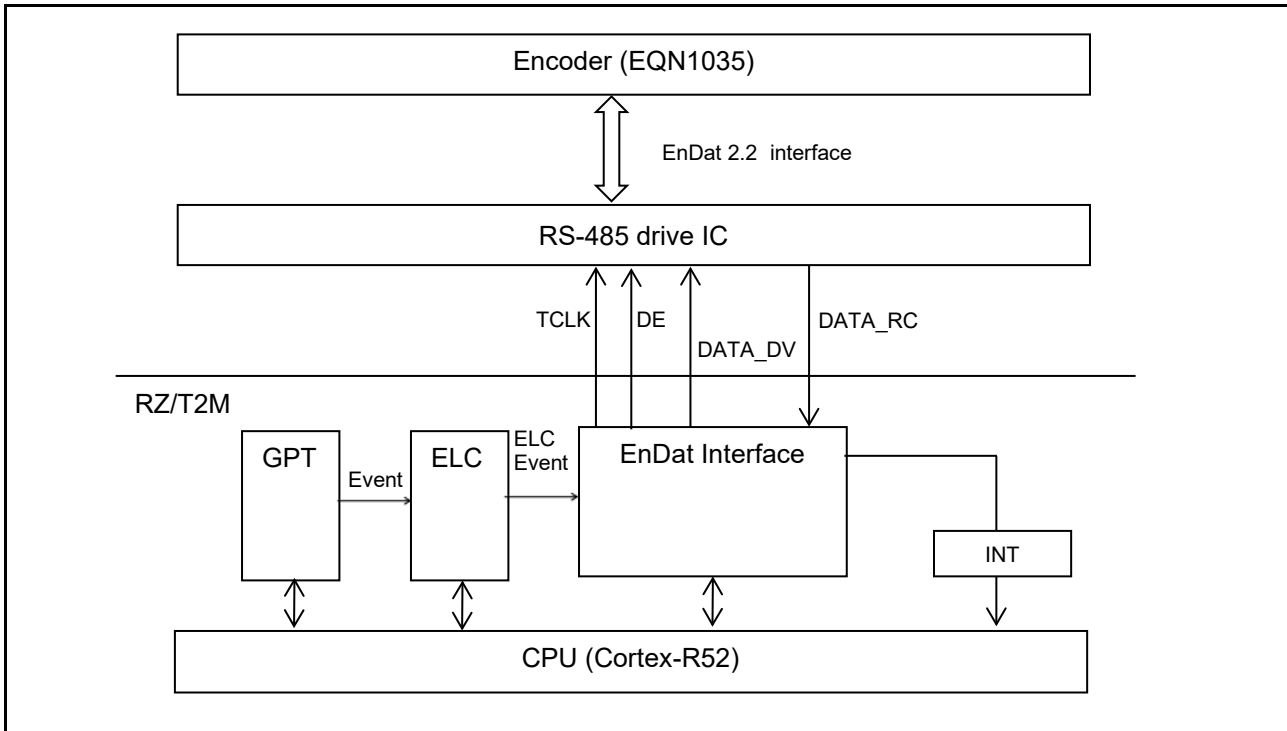 Encoder (EQN1035)
EnDat 2.2 interface
RS-485 drive IC
TCLK
DE
DATA_DV
DATA_RC
RZ/T2M
GPT
Event
ELC
ELC
Event
EnDat Interface
INT
CPU (Cortex-R52)